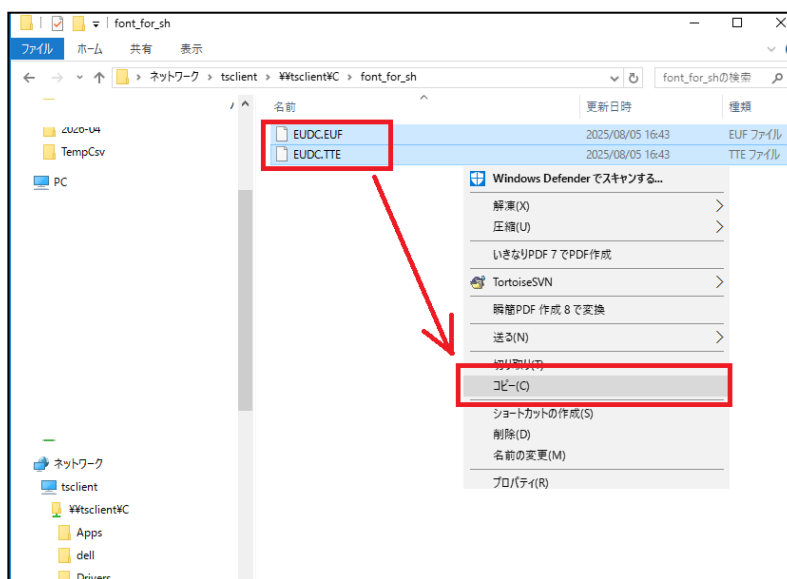 font_for_sh
ファイル ホーム 共有 表示
ネットワーク > tsclient > ¥¥tsclient¥C > font_for_sh
font_for_shの検索
名前 更新日時 種類
2026-04
TempCsv
PC
EUDC.EUF 2025/08/05 16:43 EUF ファイル
EUDC.TTE 2025/08/05 16:43 TTE ファイル
Windows Defender でスキャンする...
解凍(X)
圧縮(U)
いきなりPDF 7 でPDF作成
TortoiseSVN
瞬簡PDF 作成 8 で変換
送る(N)
切り取り(T)
コピー(C)
ショートカットの作成(S)
削除(D)
名前の変更(M)
プロパティ(R)
ネットワーク
tsclient
¥¥tsclient¥C
Apps
dell
Drivers